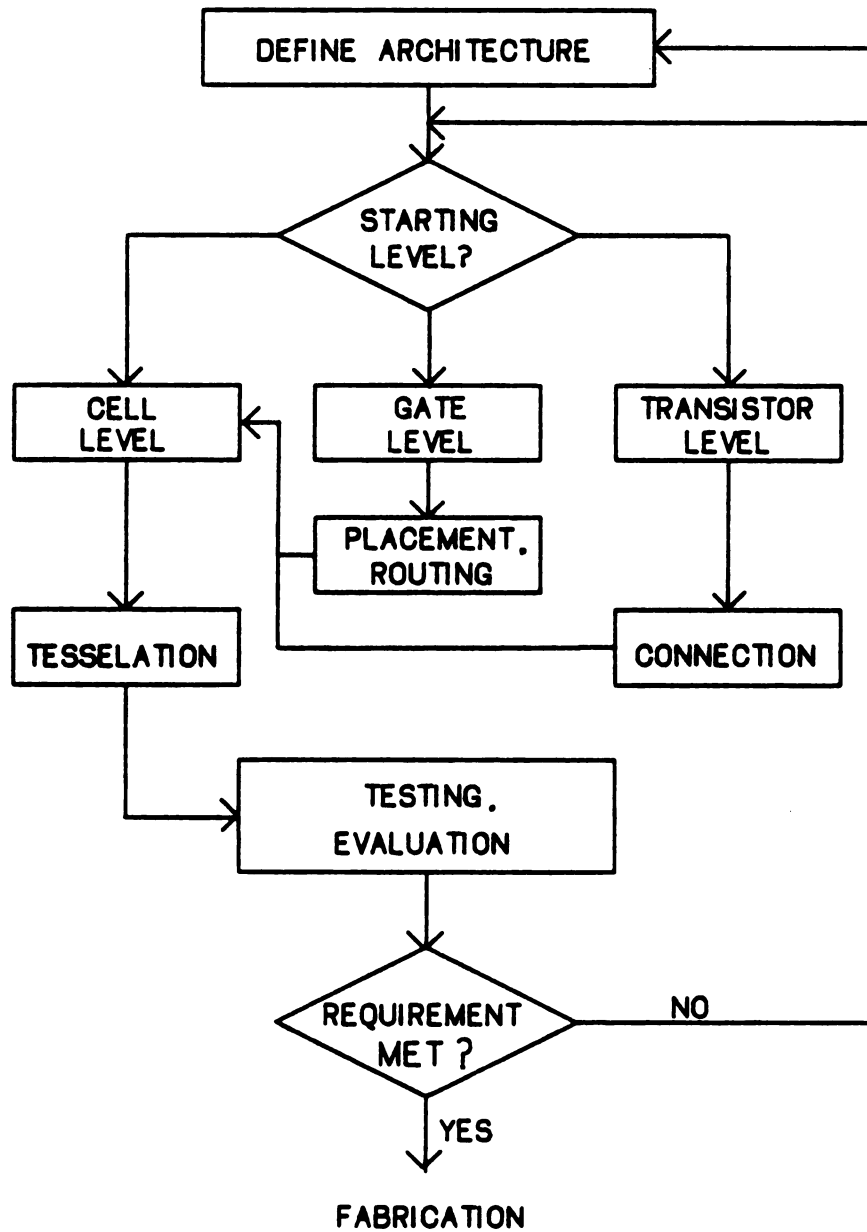 DEFINE ARCHITECTURE
STARTING
LEVEL?
CELL
LEVEL
GATE
LEVEL
TRANSISTOR
LEVEL
PLACEMENT.
ROUTING
TESSELATION
CONNECTION
TESTING.
EVALUATION
REQUIREMENT
MET ?
NO
YES
FABRICATION